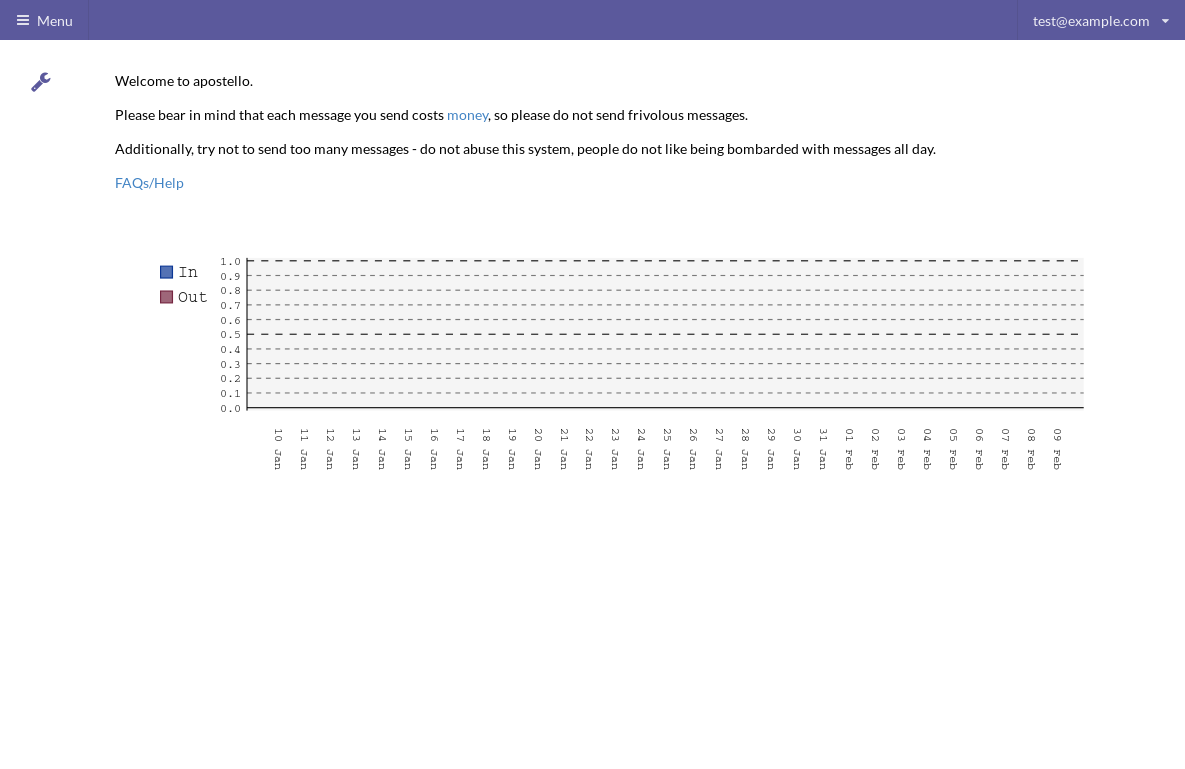 Menu
test@example.com
Welcome to apostello.
Please bear in mind that each message you send costs money, so please do not send frivolous messages.
Additionally, try not to send too many messages - do not abuse this system, people do not like being bombarded with messages all day.
FAQs/Help
In
Out
1.0
0.9
0.8
0.7
0.6
0.5
0.4
0.3
0.2
0.1
0.0
10 Jan
11 Jan
12 Jan
13 Jan
14 Jan
15 Jan
16 Jan
17 Jan
18 Jan
19 Jan
20 Jan
21 Jan
22 Jan
23 Jan
24 Jan
25 Jan
26 Jan
27 Jan
28 Jan
29 Jan
30 Jan
31 Jan
01 Feb
02 Feb
03 Feb
04 Feb
05 Feb
06 Feb
07 Feb
08 Feb
09 Feb